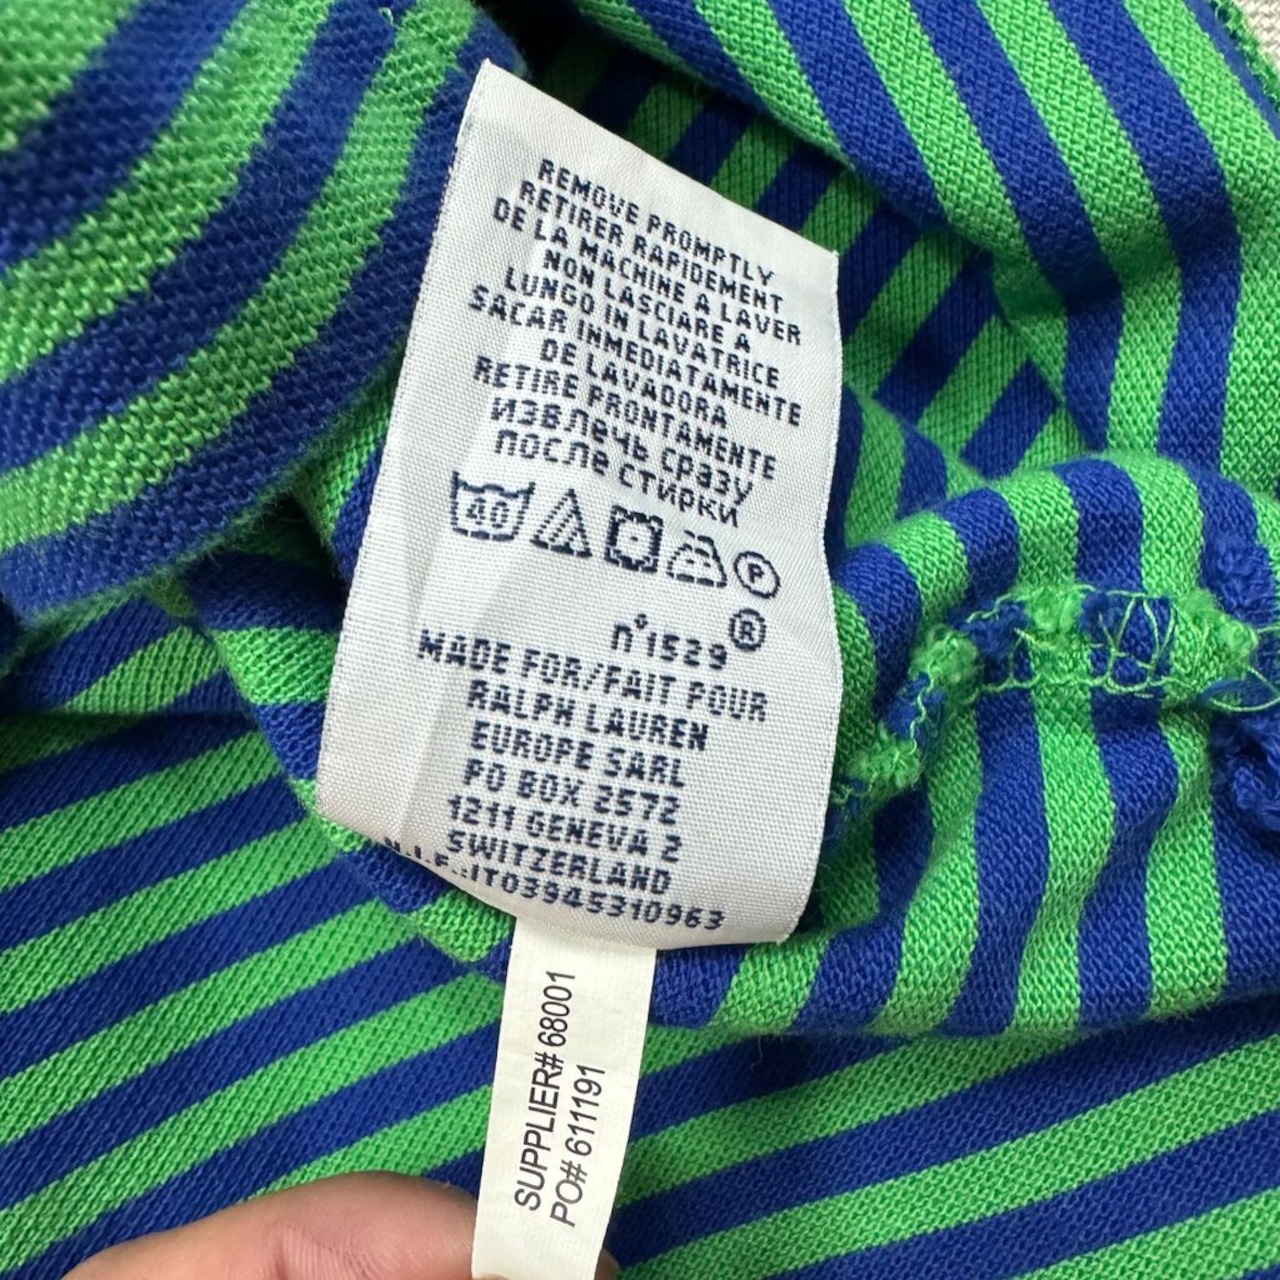 REMOVE PROMPTLY
RETIRER RAPIDEMENT
DE LA MACHINE A LAVER
NON LASCIARE A
LUNGO IN LAVATRICE
SACAR INMEDIATAMENTE
DE LAVADORA
RETIRE PRONTAMENTE
извлечь сразу
после стирки
40
P
n°1529 ®
MADE FOR/FAIT POUR
RALPH LAUREN
EUROPE SARL
PO BOX 2572
1211 GENEVA 2
SWITZERLAND
N.I.F.:IT03945310963
SUPPLIER# 68001
PO# 611191